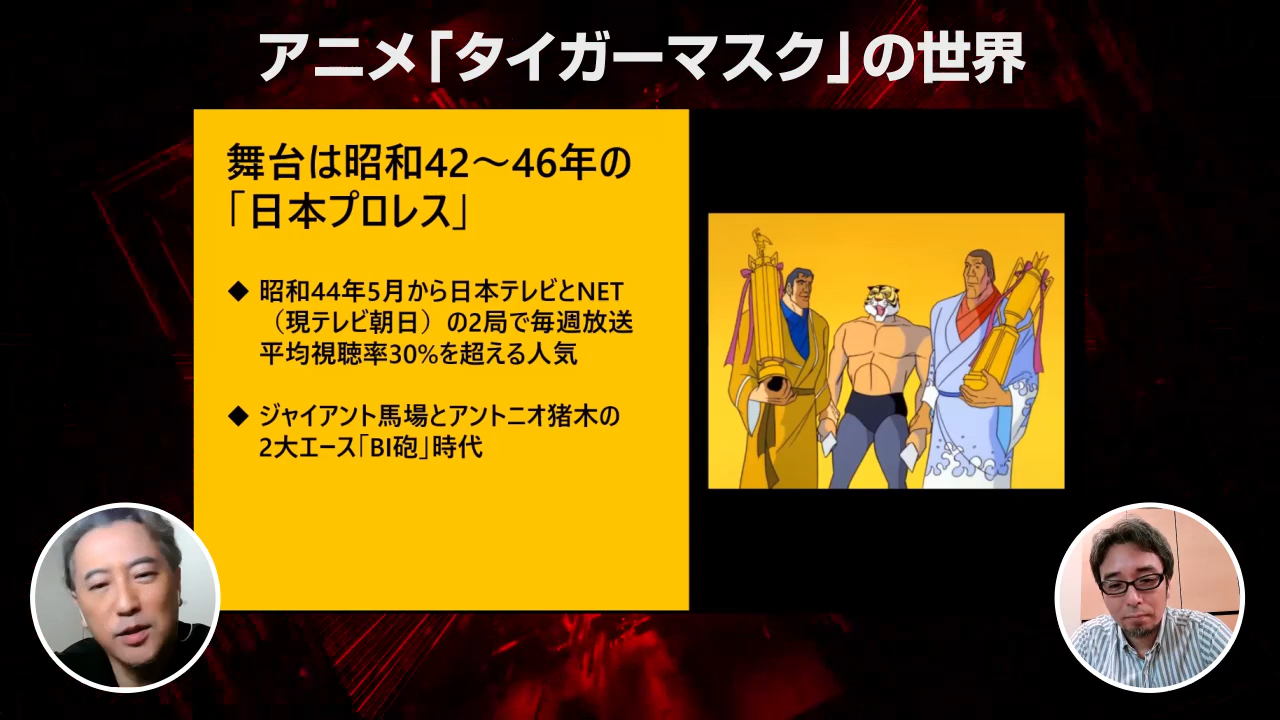 アニメ「タイガーマスク」の世界
舞台は昭和42～46年の
「日本プロレス」
◆ 昭和44年5月から日本テレビとNET
（現テレビ朝日）の2局で毎週放送
平均視聴率30%を超える人気
◆ ジャイアント馬場とアントニオ猪木の
2大エース「BI砲」時代